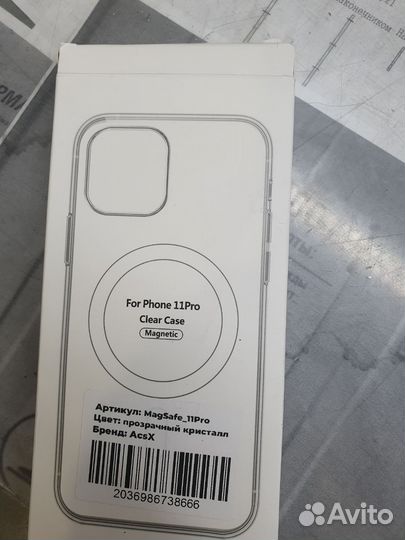 For Phone 11Pro
Clear Case
Magnetic
Артикул: MagSafe_11Pro
Цвет: прозрачный кристалл
Бренд: AcsX
2036986738666
Avito